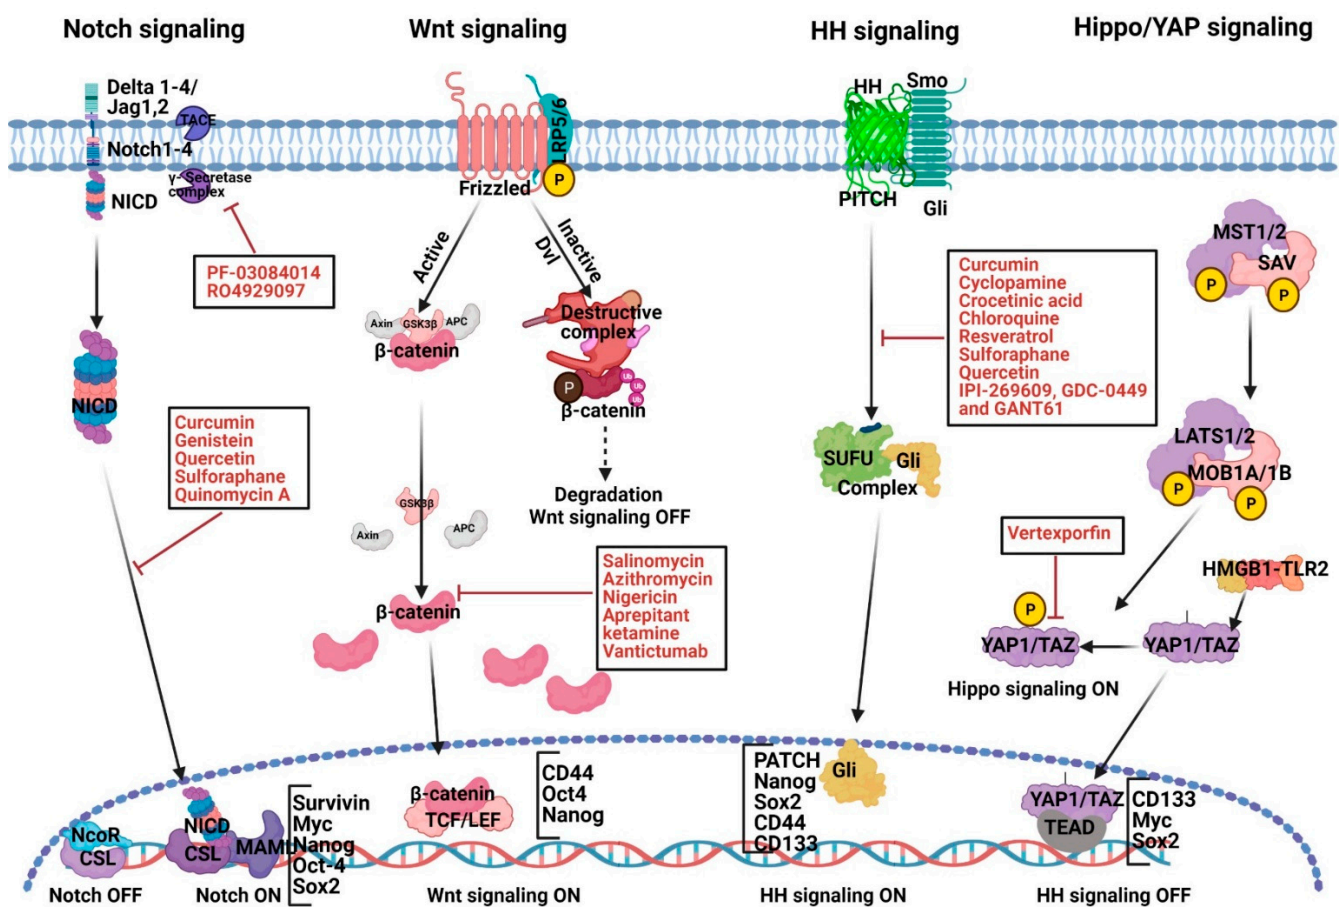 Notch signaling
Delta 1-4/
Jag1,2
TACE
Notch1-4
γ- Secretase
complex
NICD
PF-03084014
RO4929097
NICD
Curcumin
Genistein
Quercetin
Sulforaphane
Quinomycin A
NcoR
CSL
Notch OFF
NICD
CSL
MAML
Survivin
Myc
Nanog
Oct-4
Sox2
Notch ON
Wnt signaling
LRP5/6
P
Frizzled
Active
Inactive
Dvl
Axin
GSK3β
APC
β-catenin
Destructive
complex
P
Ub
Ub
Ub
β-catenin
Degradation
Wnt signaling OFF
GSK3β
Axin
APC
β-catenin
Salinomycin
Azithromycin
Nigericin
Aprepitant
ketamine
Vantictumab
β-catenin
TCF/LEF
CD44
Oct4
Nanog
Wnt signaling ON
HH signaling
HH
Smo
PITCH
Gli
Curcumin
Cyclopamine
Crocetinic acid
Chloroquine
Resveratrol
Sulforaphane
Quercetin
IPI-269609, GDC-0449
and GANT61
SUFU
Gli
Complex
PATCH
Nanog
Sox2
CD44
CD133
Gli
HH signaling ON
Hippo/YAP signaling
MST1/2
SAV
P
P
LATS1/2
MOB1A/1B
P
P
Vertexporfin
HMGB1-TLR2
P
YAP1/TAZ
YAP1/TAZ
Hippo signaling ON
YAP1/TAZ
TEAD
CD133
Myc
Sox2
HH signaling OFF